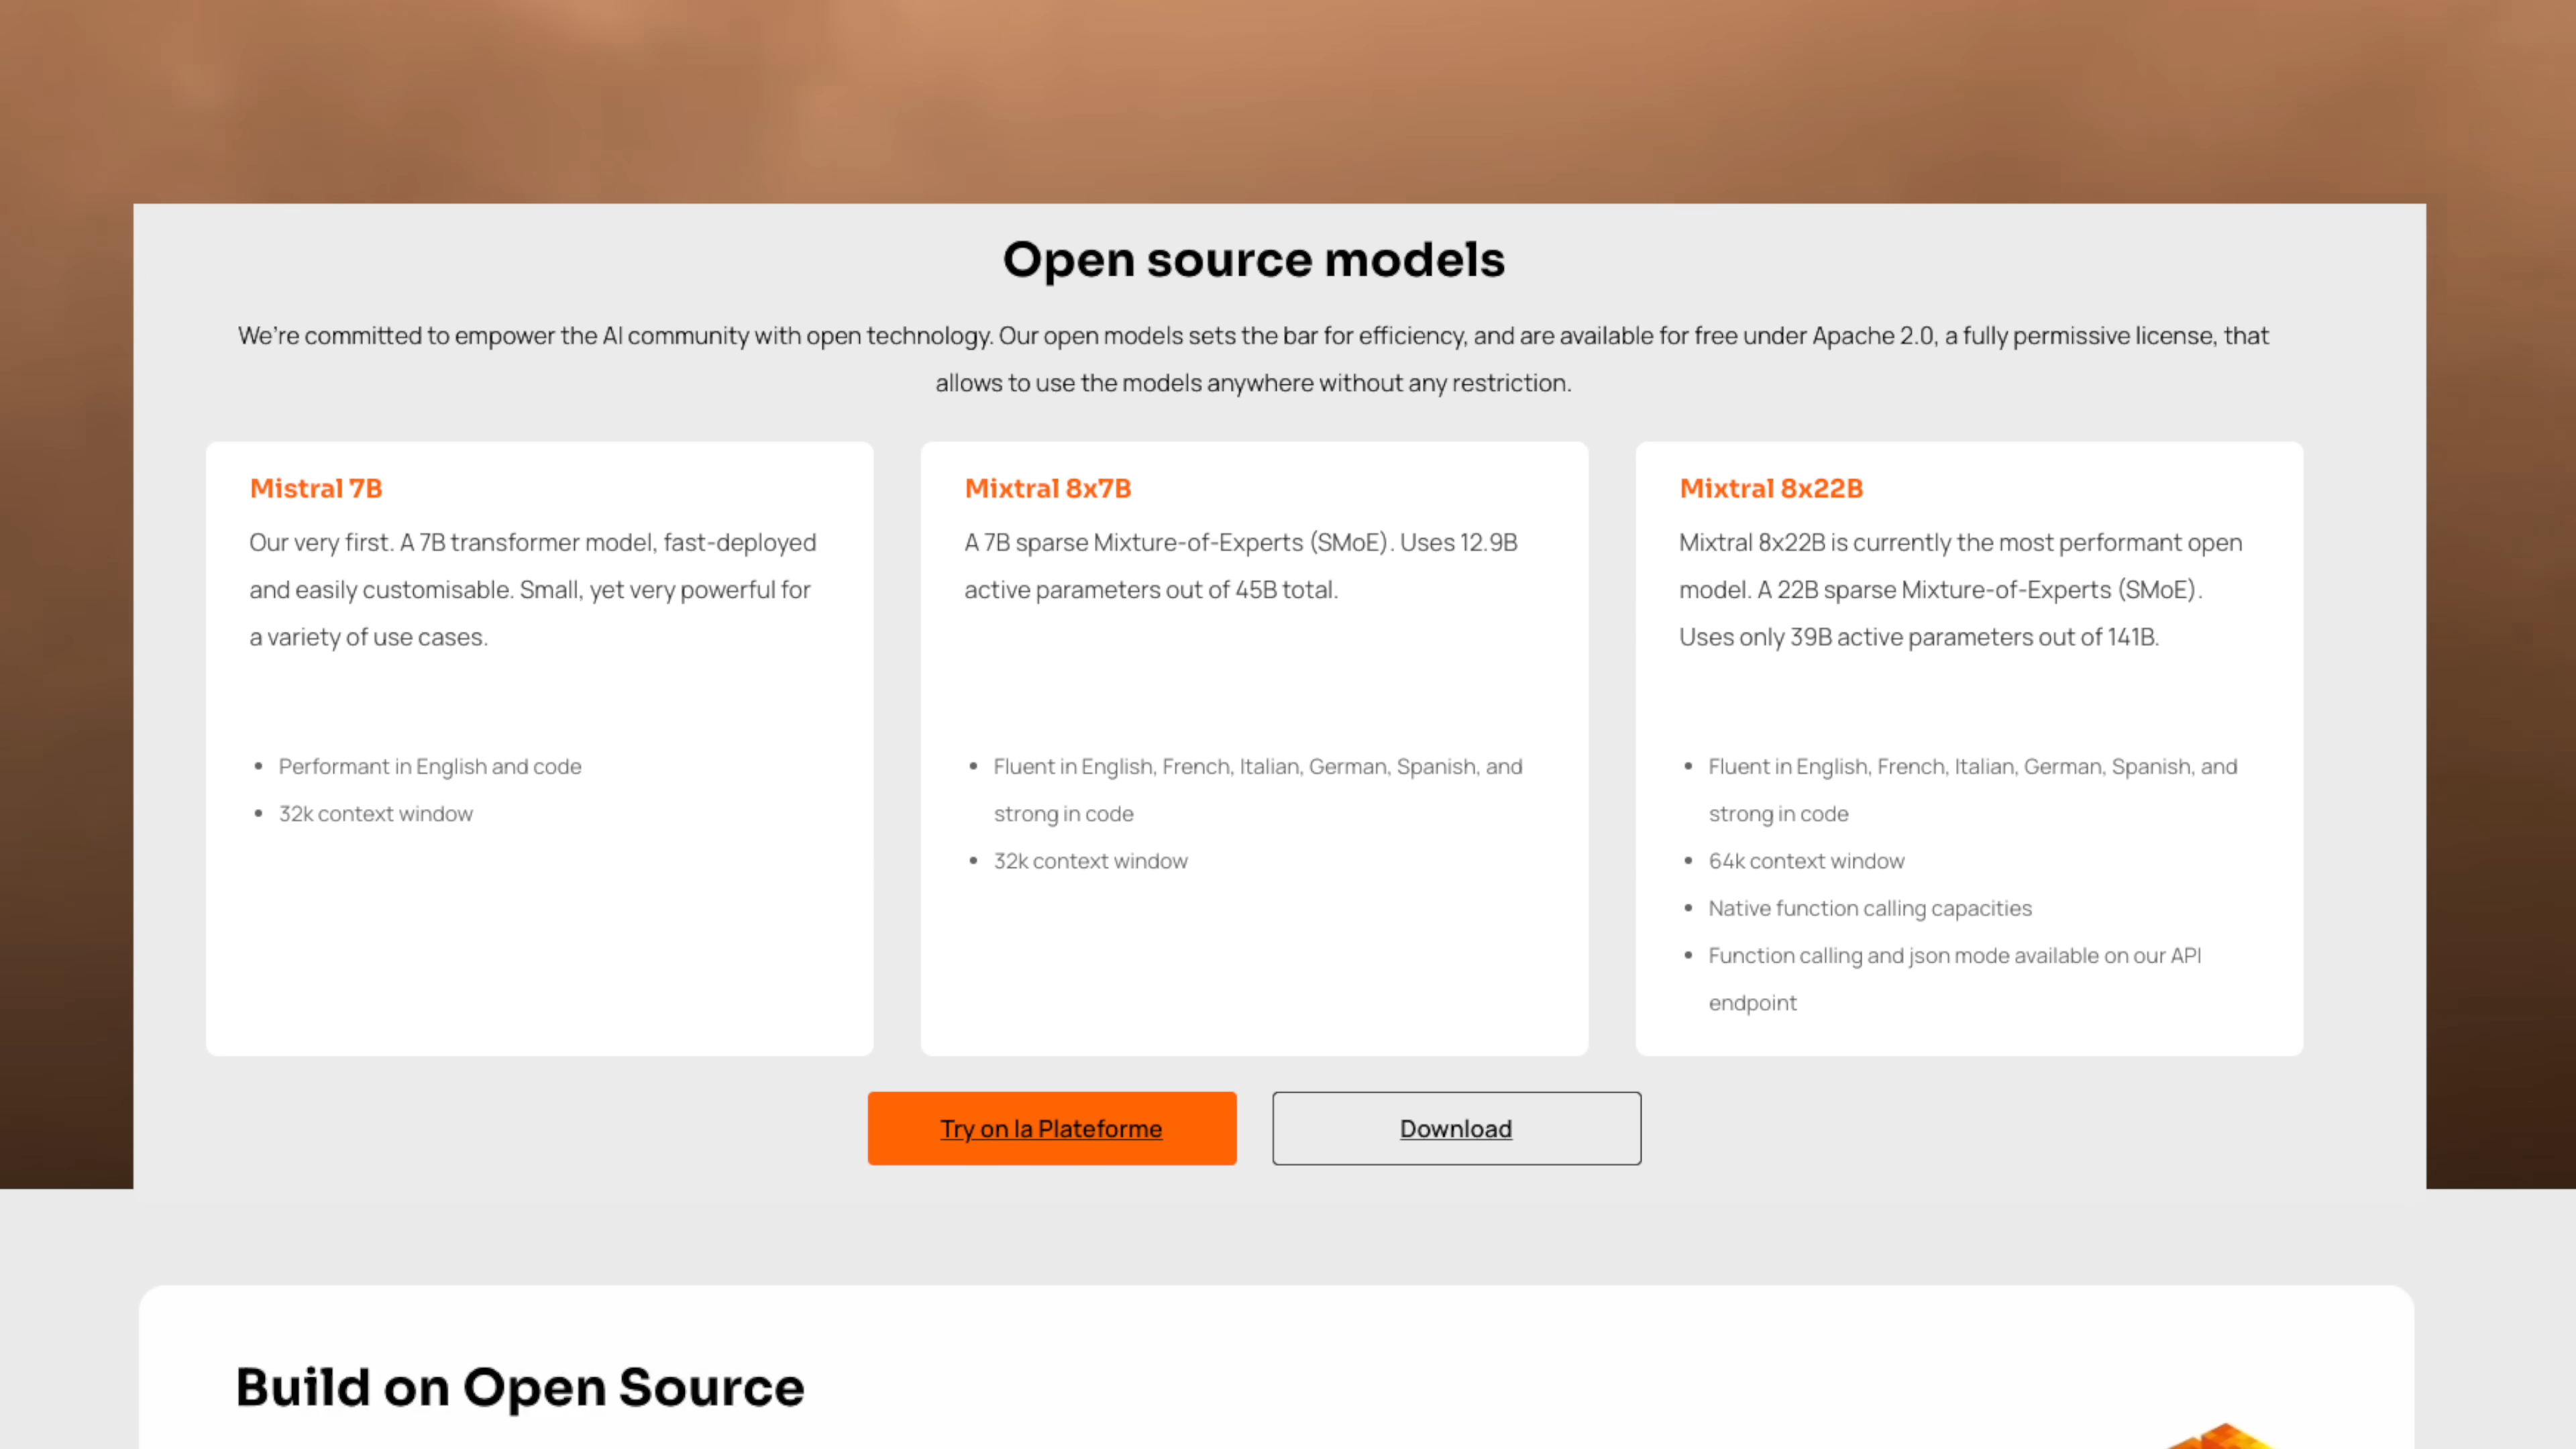 Open source models
We're committed to empower the AI community with open technology. Our open models sets the bar for efficiency, and are available for free under Apache 2.0, a fully permissive license, that
allows to use the models anywhere without any restriction.
Mistral 7B
Our very first. A 7B transformer model, fast-deployed
and easily customisable. Small, yet very powerful for
a variety of use cases.
• Performant in English and code
• 32k context window
Mixtral 8x7B
A 7B sparse Mixture-of-Experts (SMoE). Uses 12.9B
active parameters out of 45B total.
• Fluent in English, French, Italian, German, Spanish, and
strong in code
• 32k context window
Mixtral 8x22B
Mixtral 8x22B is currently the most performant open
model. A 22B sparse Mixture-of-Experts (SMoE).
Uses only 39B active parameters out of 141B.
• Fluent in English, French, Italian, German, Spanish, and
strong in code
• 64k context window
• Native function calling capacities
• Function calling and json mode available on our API
endpoint
Try on la Plateforme
Download
Build on Open Source